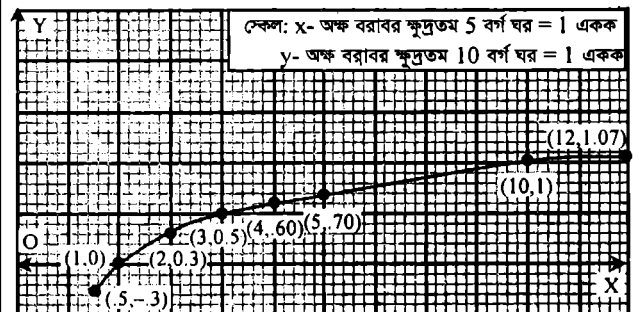 Y
স্কেল: x- অক্ষ বরাবর ক্ষুদ্রতম 5 বর্গ ঘর = 1 একক
y- অক্ষ বরাবর ক্ষুদ্রতম 10 বর্গ ঘর = 1 একক
(12,1.07)
(10,1)
(3,0.5) (4,.60) (5,.70)
O
(1,0) (2,0.3)
X
(.5,-.3)